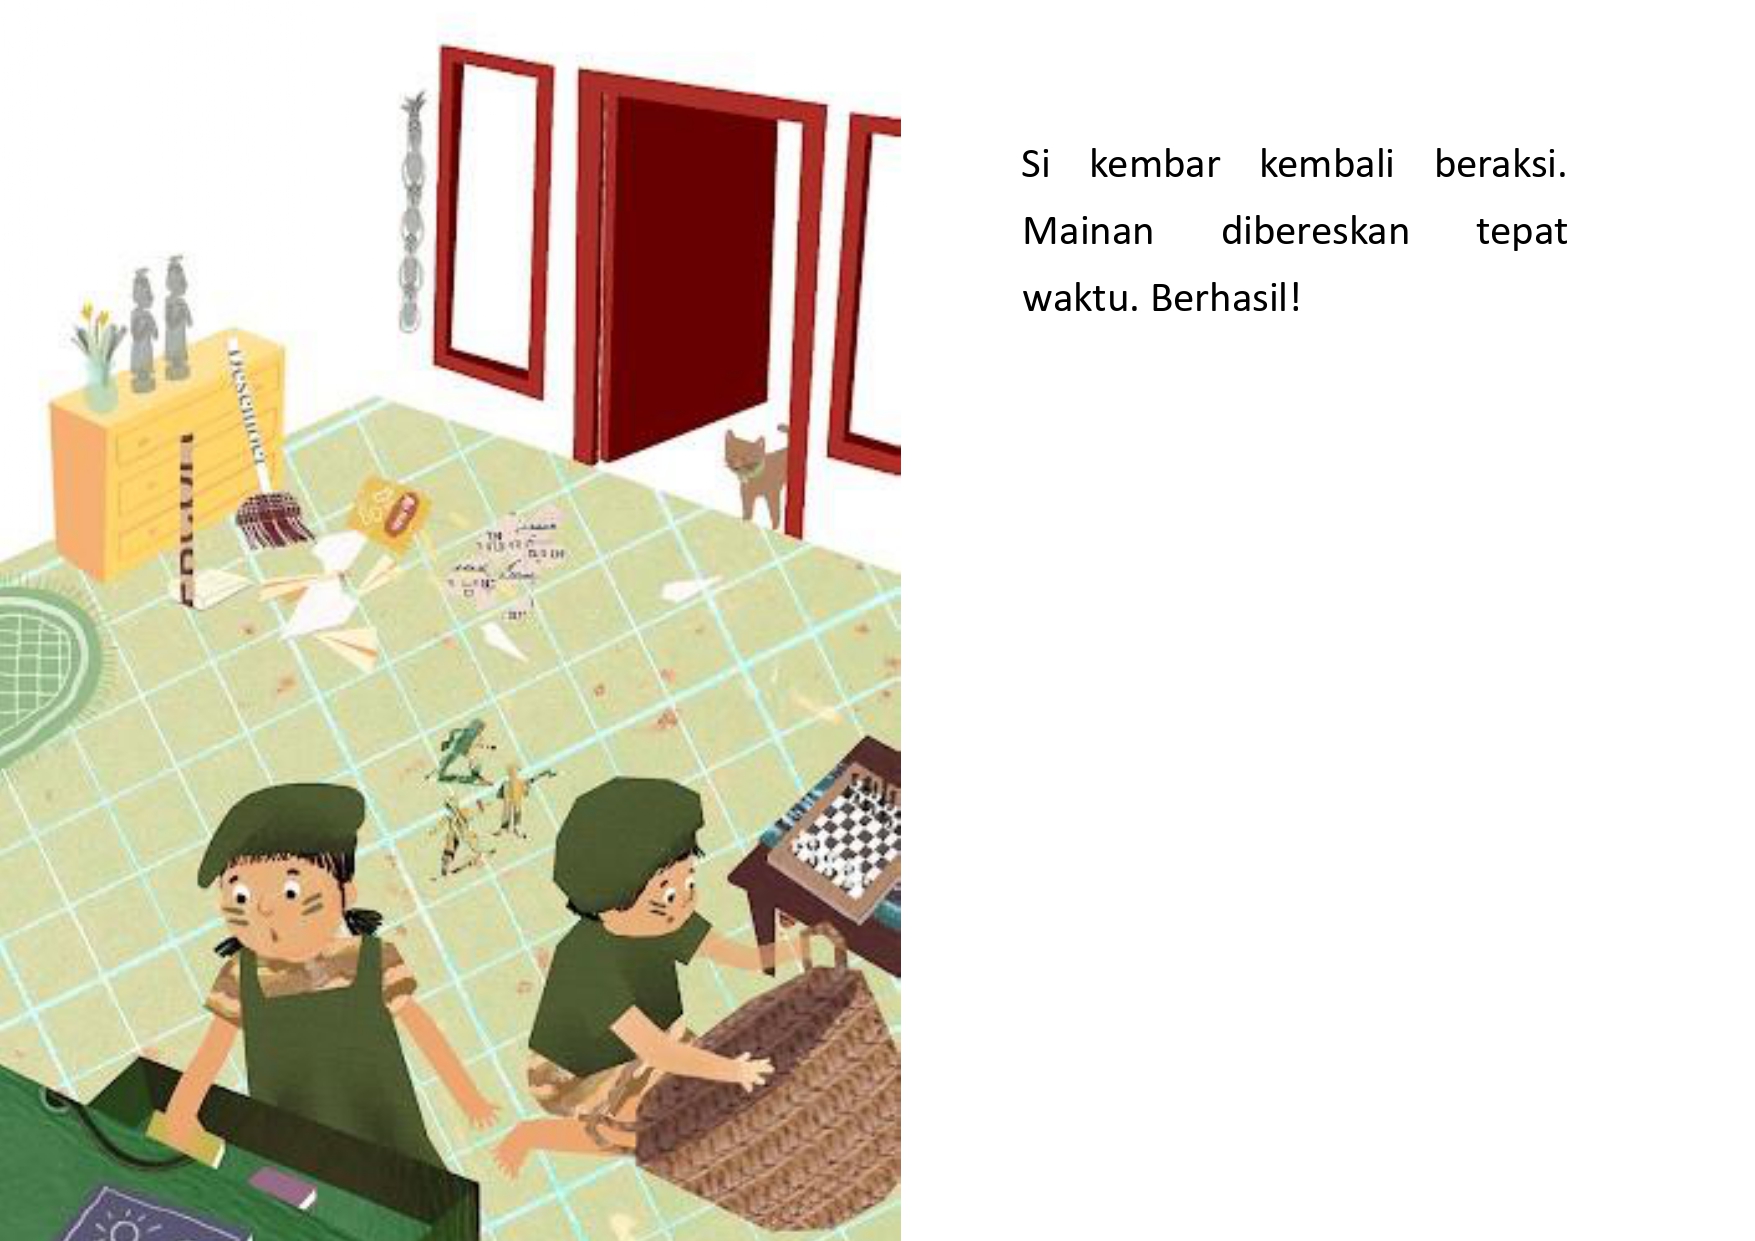 Si kembar kembali beraksi.
Mainan dibereskan tepat
waktu. Berhasil!